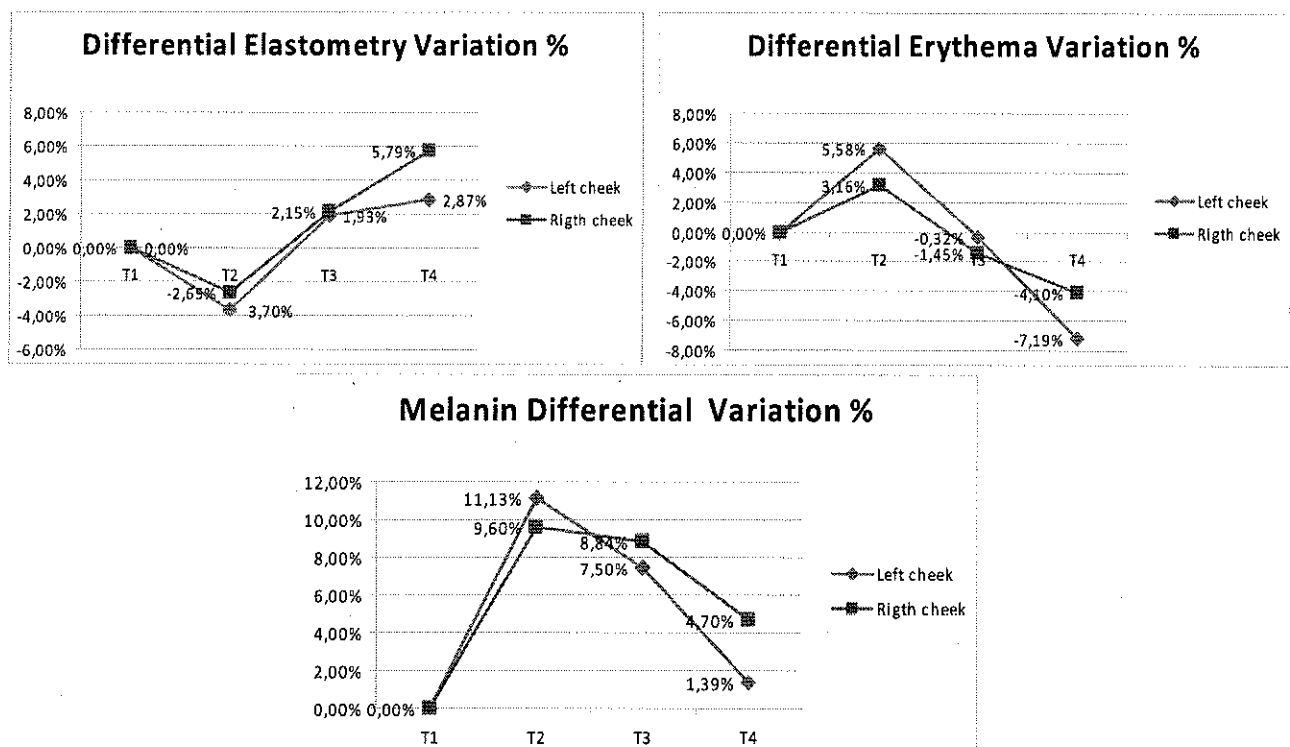 Differential Elastometry Variation %
8,00%
6,00%
4,00%
2,00%
0,00%
-2,00%
-4,00%
-6,00%
5,79%
2,87%
2,15%
1,93%
0,00%
0,00%
-2,65%
3,70%
T1
T2
T3
T4
Left cheek
Rigth cheek
Differential Erythema Variation %
8,00%
6,00%
4,00%
2,00%
0,00%
-2,00%
-4,00%
-6,00%
-8,00%
5,58%
3,16%
0,00%
-0,32%
-1,45%
-4,10%
-7,19%
T1
T2
T3
T4
Left cheek
Rigth cheek
Melanin Differential Variation %
12,00%
10,00%
8,00%
6,00%
4,00%
2,00%
0,00%
11,13%
9,60%
8,84%
7,50%
4,70%
1,39%
0,00%
T1
T2
T3
T4
Left cheek
Rigth cheek